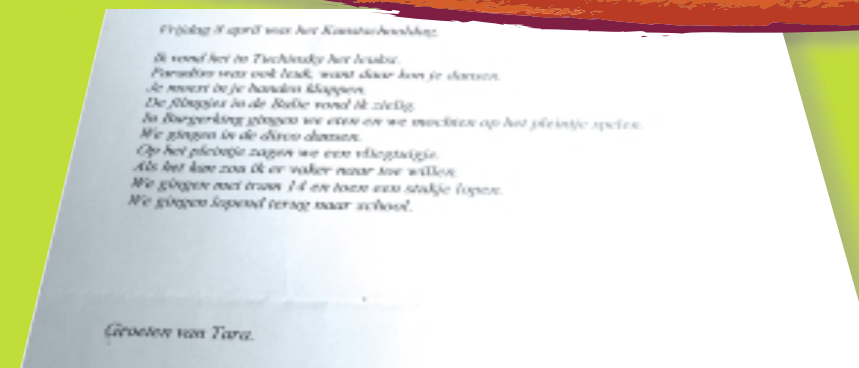 Vrijdag 8 april was het Kunstschooldag.
Ik vond het in Tuchinsky het leukst.
Paradiso was ook leuk, want daar kon je dansen.
Je moest in je handen klappen.
De filmpjes in de Balie vond ik zielig.
In Burgerking gingen we eten en we mochten op het pleintje spelen.
We gingen in de disco dansen.
Op het pleintje zagen we een vliegtuigje.
Als het kan zou ik er vaker naar toe willen.
We gingen met tram 14 en toen een stukje lopen.
We gingen lopend terug naar school.
Groeten van Tara.